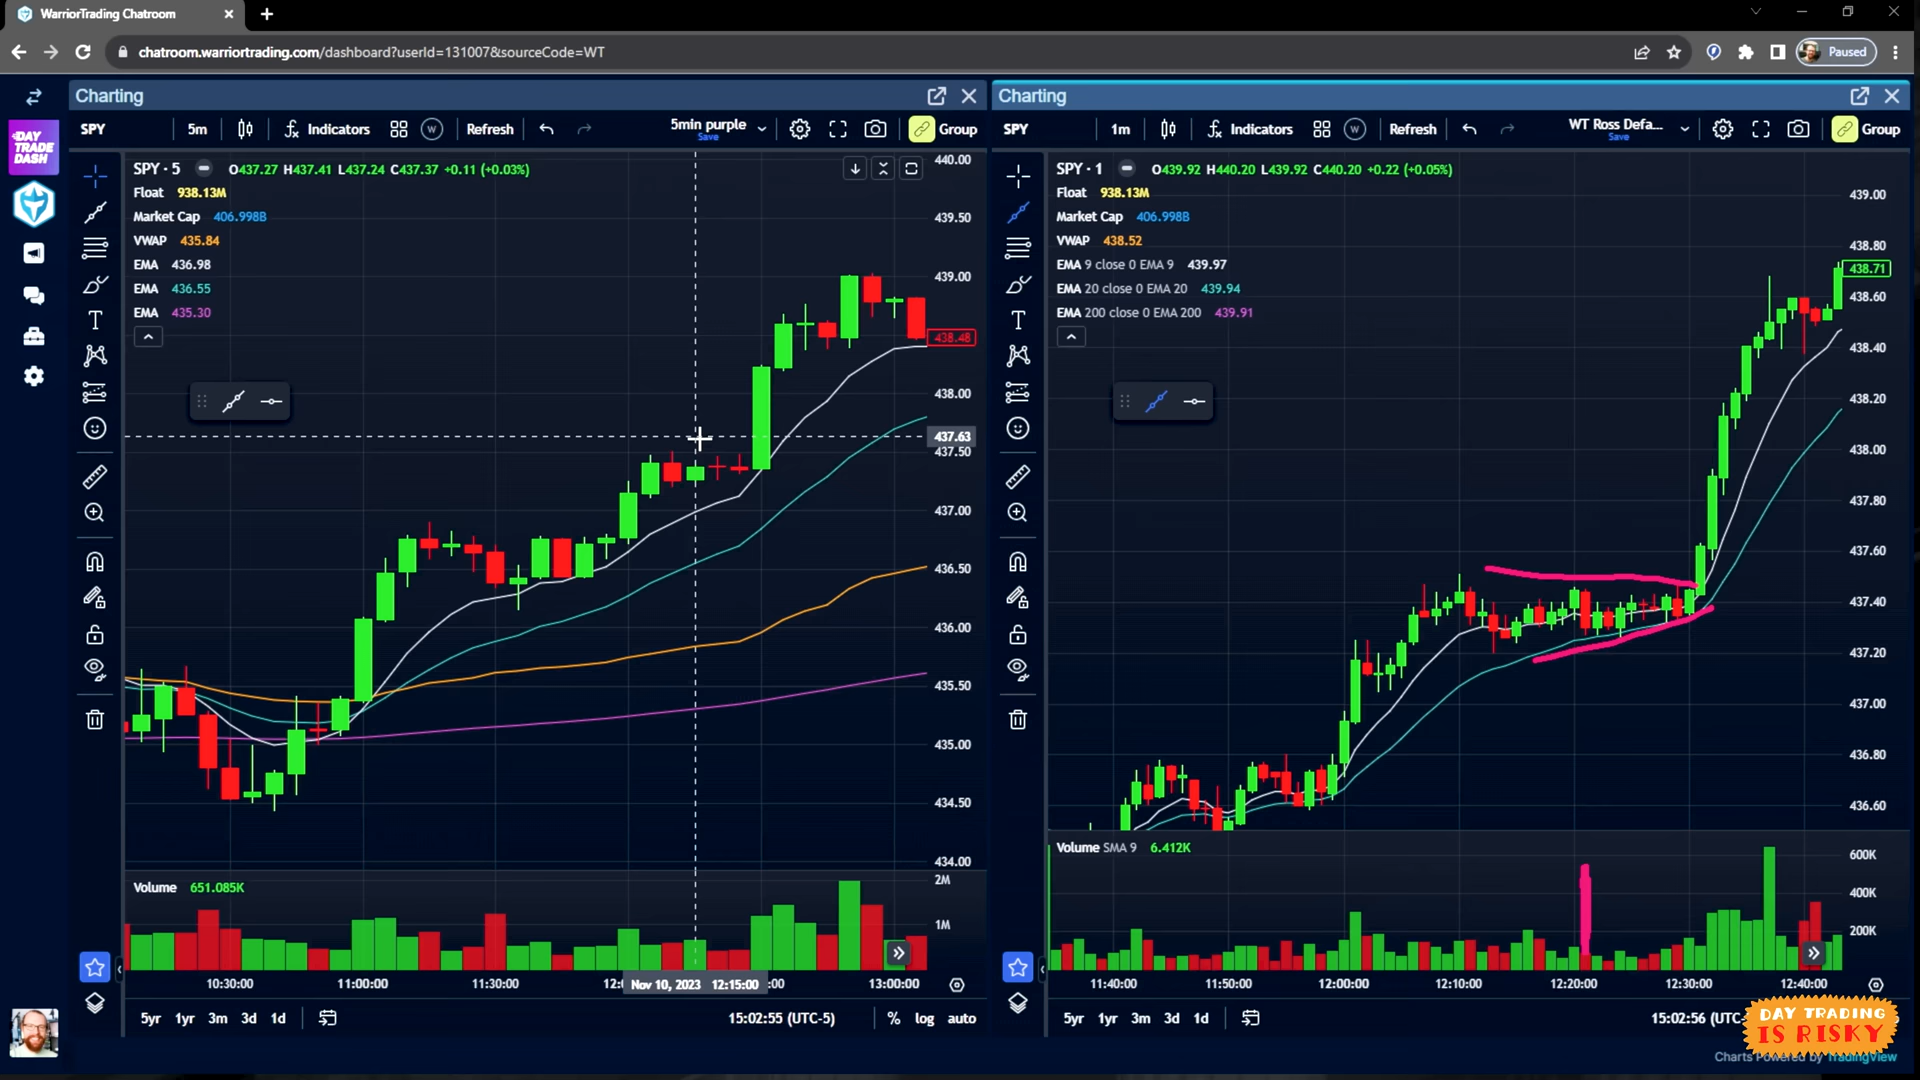 WarriorTrading Chatroom
chatroom.warriortrading.com/dashboard?userId=131007&sourceCode=WT
Paused
DAY TRADE DASH
Charting
SPY 5m Indicators W Refresh 5min purple Save Group
SPY · 5 O437.27 H437.41 L437.24 C437.37 +0.11 (+0.03%)
Float 938.13M
Market Cap 406.998B
VWAP 435.84
EMA 436.98
EMA 436.55
EMA 435.30
440.00
439.50
439.00
438.48
438.00
437.63
437.50
437.00
436.50
436.00
435.50
435.00
434.50
434.00
Volume 651.085K
2M
1M
10:30:00 11:00:00 11:30:00 Nov 10, 2023 12:15:00 13:00:00
5yr 1yr 3m 3d 1d 15:02:55 (UTC-5) % log auto
Charting
SPY 1m Indicators W Refresh WT Ross Defa... Save Group
SPY · 1 O439.92 H440.20 L439.92 C440.20 +0.22 (+0.05%)
Float 938.13M
Market Cap 406.998B
VWAP 438.52
EMA 9 close 0 EMA 9 439.97
EMA 20 close 0 EMA 20 439.94
EMA 200 close 0 EMA 200 439.91
439.00
438.80
438.71
438.60
438.40
438.20
438.00
437.80
437.60
437.40
437.20
437.00
436.80
436.60
Volume SMA 9 6.412K
600K
400K
200K
11:40:00 11:50:00 12:00:00 12:10:00 12:20:00 12:30:00 12:40:00
5yr 1yr 3m 3d 1d 15:02:56 (UTC-
DAY TRADING
IS RISKY
Charts Powered by TradingView